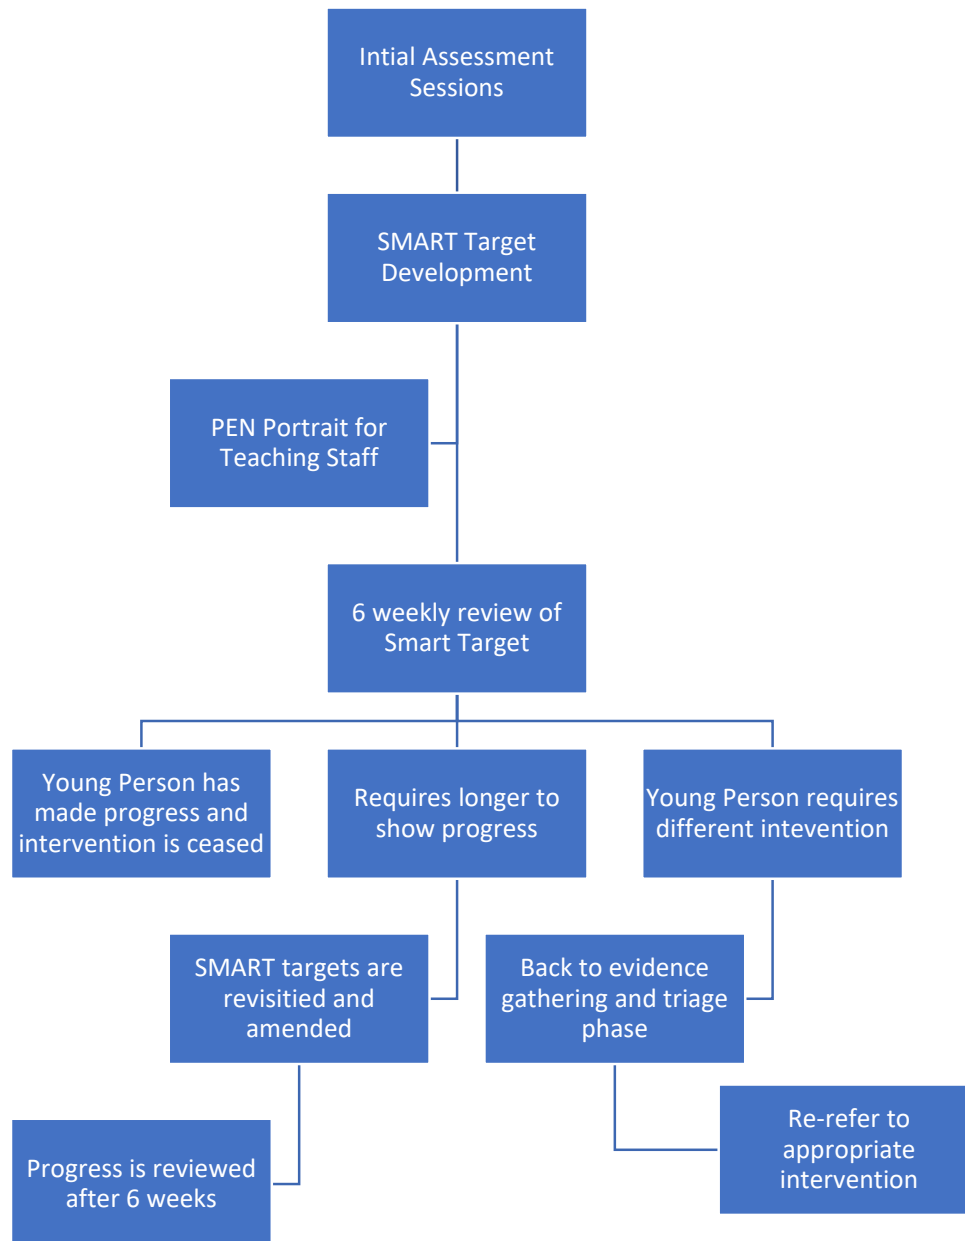 Intial Assessment
Sessions
SMART Target
Development
PEN Portrait for
Teaching Staff
6 weekly review of
Smart Target
Young Person has
made progress and
intervention is ceased
Requires longer to
show progress
Young Person requires
different intevention
SMART targets are
revisitied and
amended
Back to evidence
gathering and triage
phase
Progress is reviewed
after 6 weeks
Re-refer to
appropriate
intervention